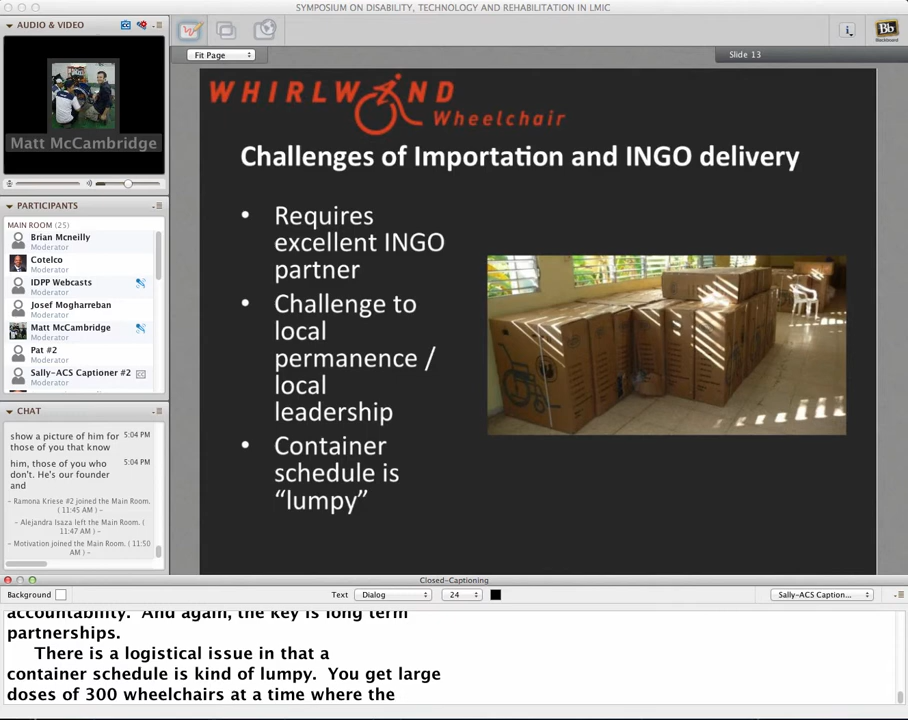 SYMPOSIUM ON DISABILITY, TECHNOLOGY AND REHABILITATION IN LMIC
AUDIO & VIDEO
Matt McCambridge
PARTICIPANTS
MAIN ROOM (25)
Brian Mcneilly
Moderator
Cotelco
Moderator
IDPP Webcasts
Moderator
Josef Mogharreban
Moderator
Matt McCambridge
Moderator
Pat #2
Moderator
Sally-ACS Captioner #2
Moderator
CHAT
show a picture of him for 5:04 PM
those of you that know
him, those of you who 5:04 PM
don't. He's our founder
and
- Ramona Kriese #2 joined the Main Room.
( 11:45 AM ) -
- Alejandra Isaza left the Main Room. (
11:47 AM ) -
- Motivation joined the Main Room. ( 11:50
AM ) -
Fit Page
Slide 13
i
Bb
Blackboard
WHIRLWIND
Wheelchair
Challenges of Importation and INGO delivery
• Requires
excellent INGO
partner
• Challenge to
local
permanence /
local
leadership
• Container
schedule is
“lumpy”
Closed-Captioning
Background
Text Dialog 24
Sally-ACS Caption...
accountability. And again, the key is long term
partnerships.
There is a logistical issue in that a
container schedule is kind of lumpy. You get large
doses of 300 wheelchairs at a time where the